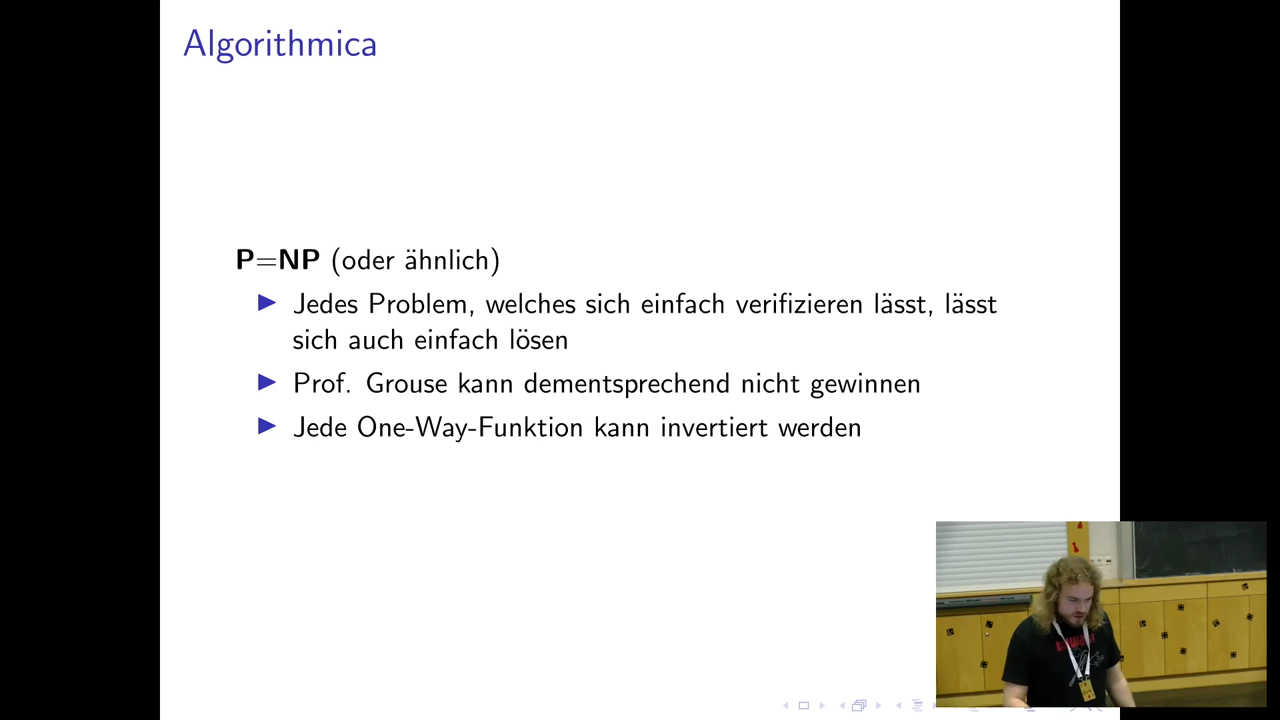 Algorithmica
P=NP (oder ähnlich)
Jedes Problem, welches sich einfach verifizieren lässt, lässt
sich auch einfach lösen
Prof. Grouse kann dementsprechend nicht gewinnen
Jede One-Way-Funktion kann invertiert werden